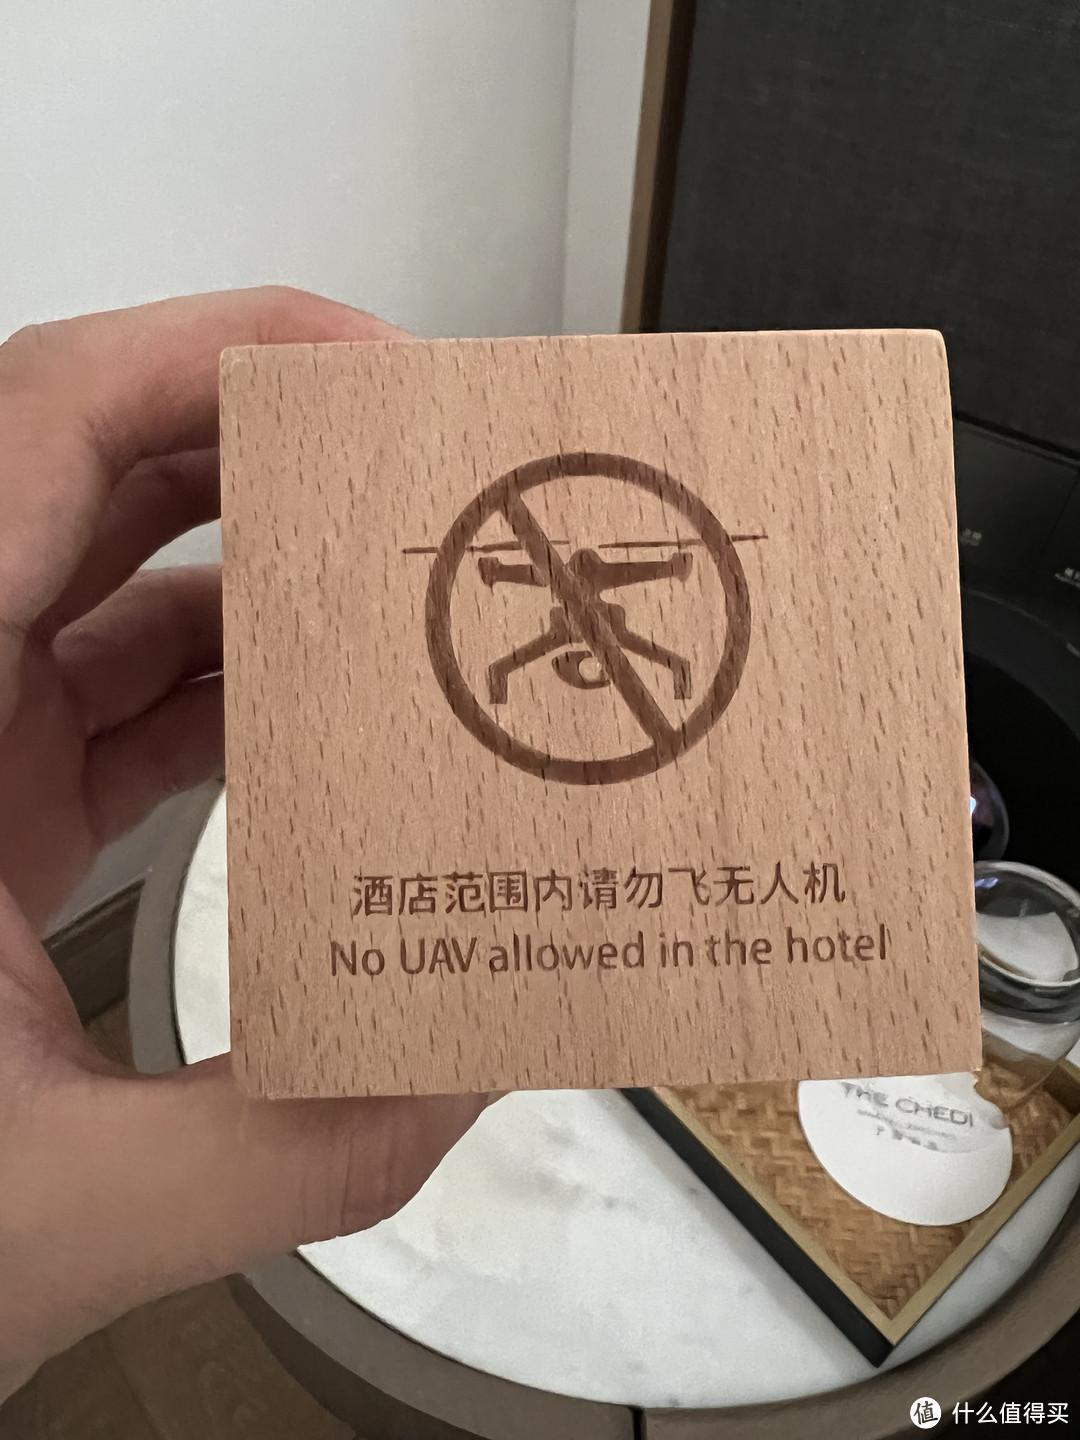 酒店范围内请勿飞无人机
No UAV allowed in the hotel
THE CHEDI
值 什么值得买